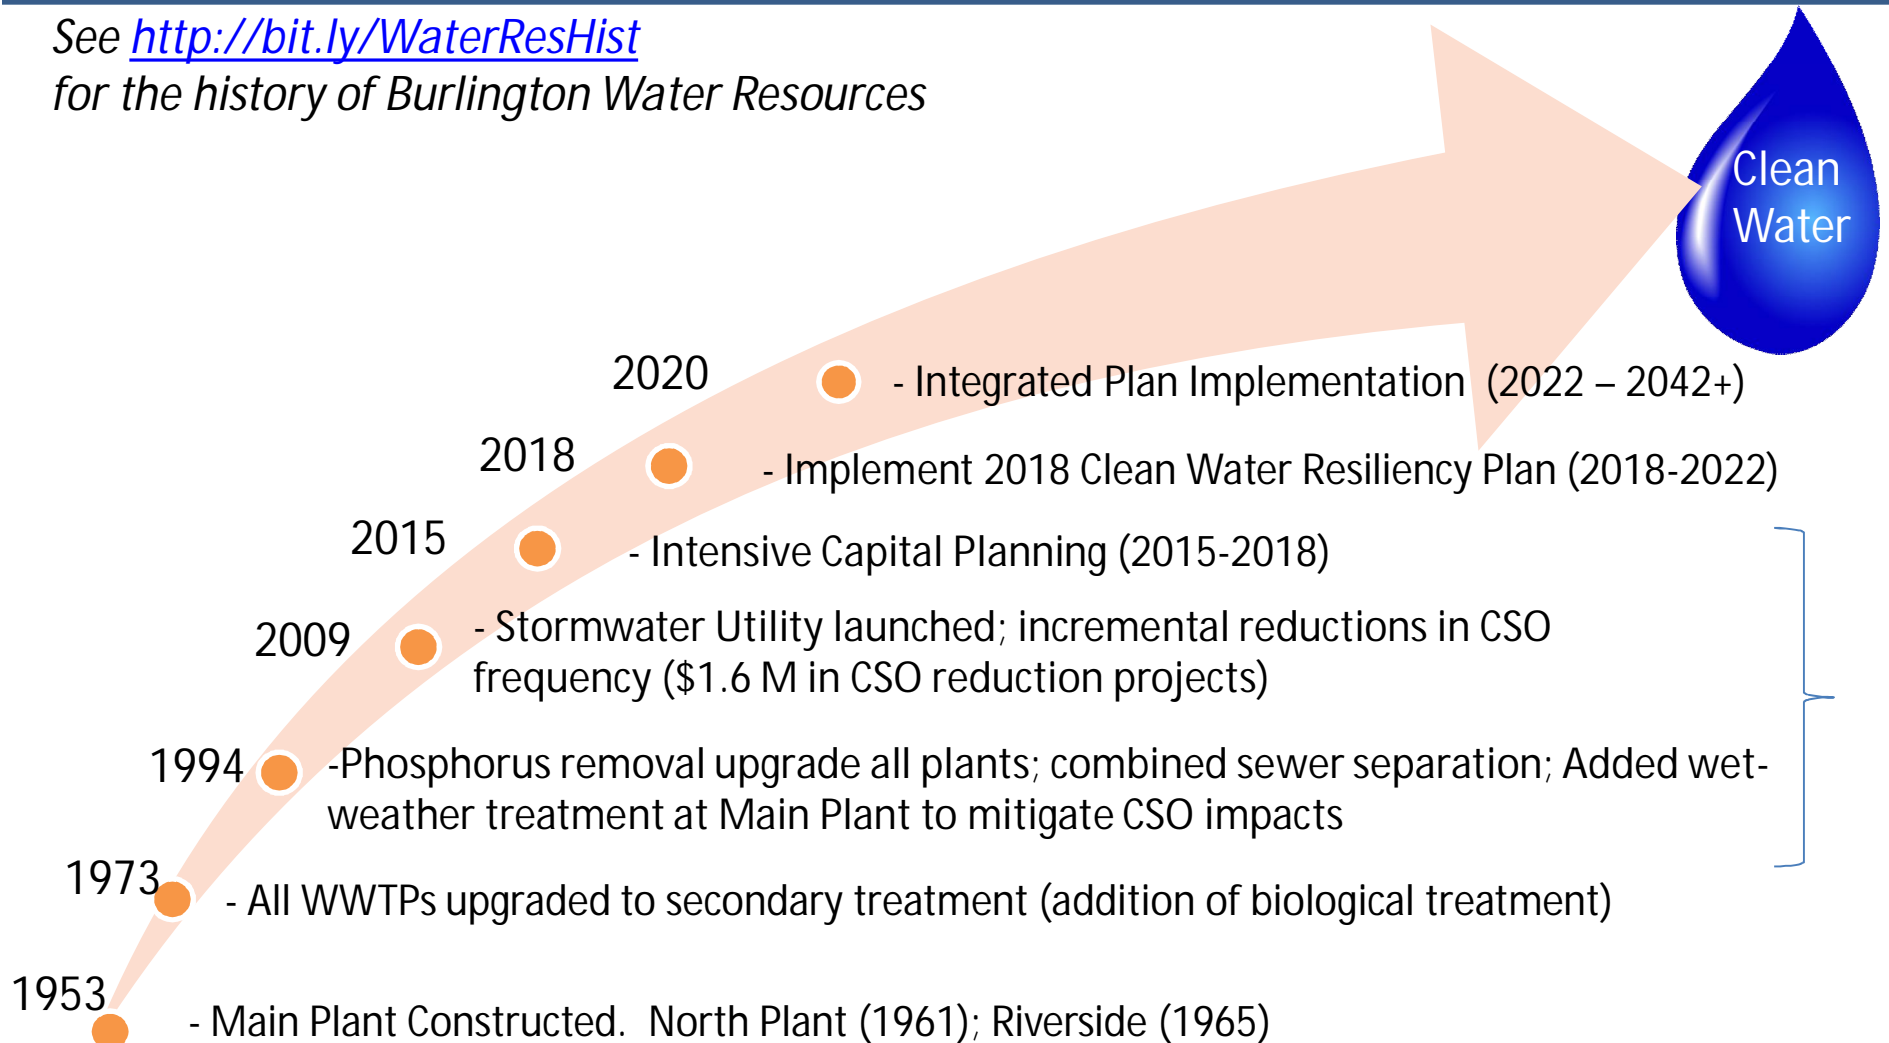 See http://bit.ly/WaterResHist
for the history of Burlington Water Resources
Clean
Water
2020
- Integrated Plan Implementation (2022 – 2042+)
2018
- Implement 2018 Clean Water Resiliency Plan (2018-2022)
2015
- Intensive Capital Planning (2015-2018)
2009
- Stormwater Utility launched; incremental reductions in CSO
frequency ($1.6 M in CSO reduction projects)
1994
-Phosphorus removal upgrade all plants; combined sewer separation; Added wet-
weather treatment at Main Plant to mitigate CSO impacts
1973
- All WWTPs upgraded to secondary treatment (addition of biological treatment)
1953
- Main Plant Constructed.  North Plant (1961); Riverside (1965)